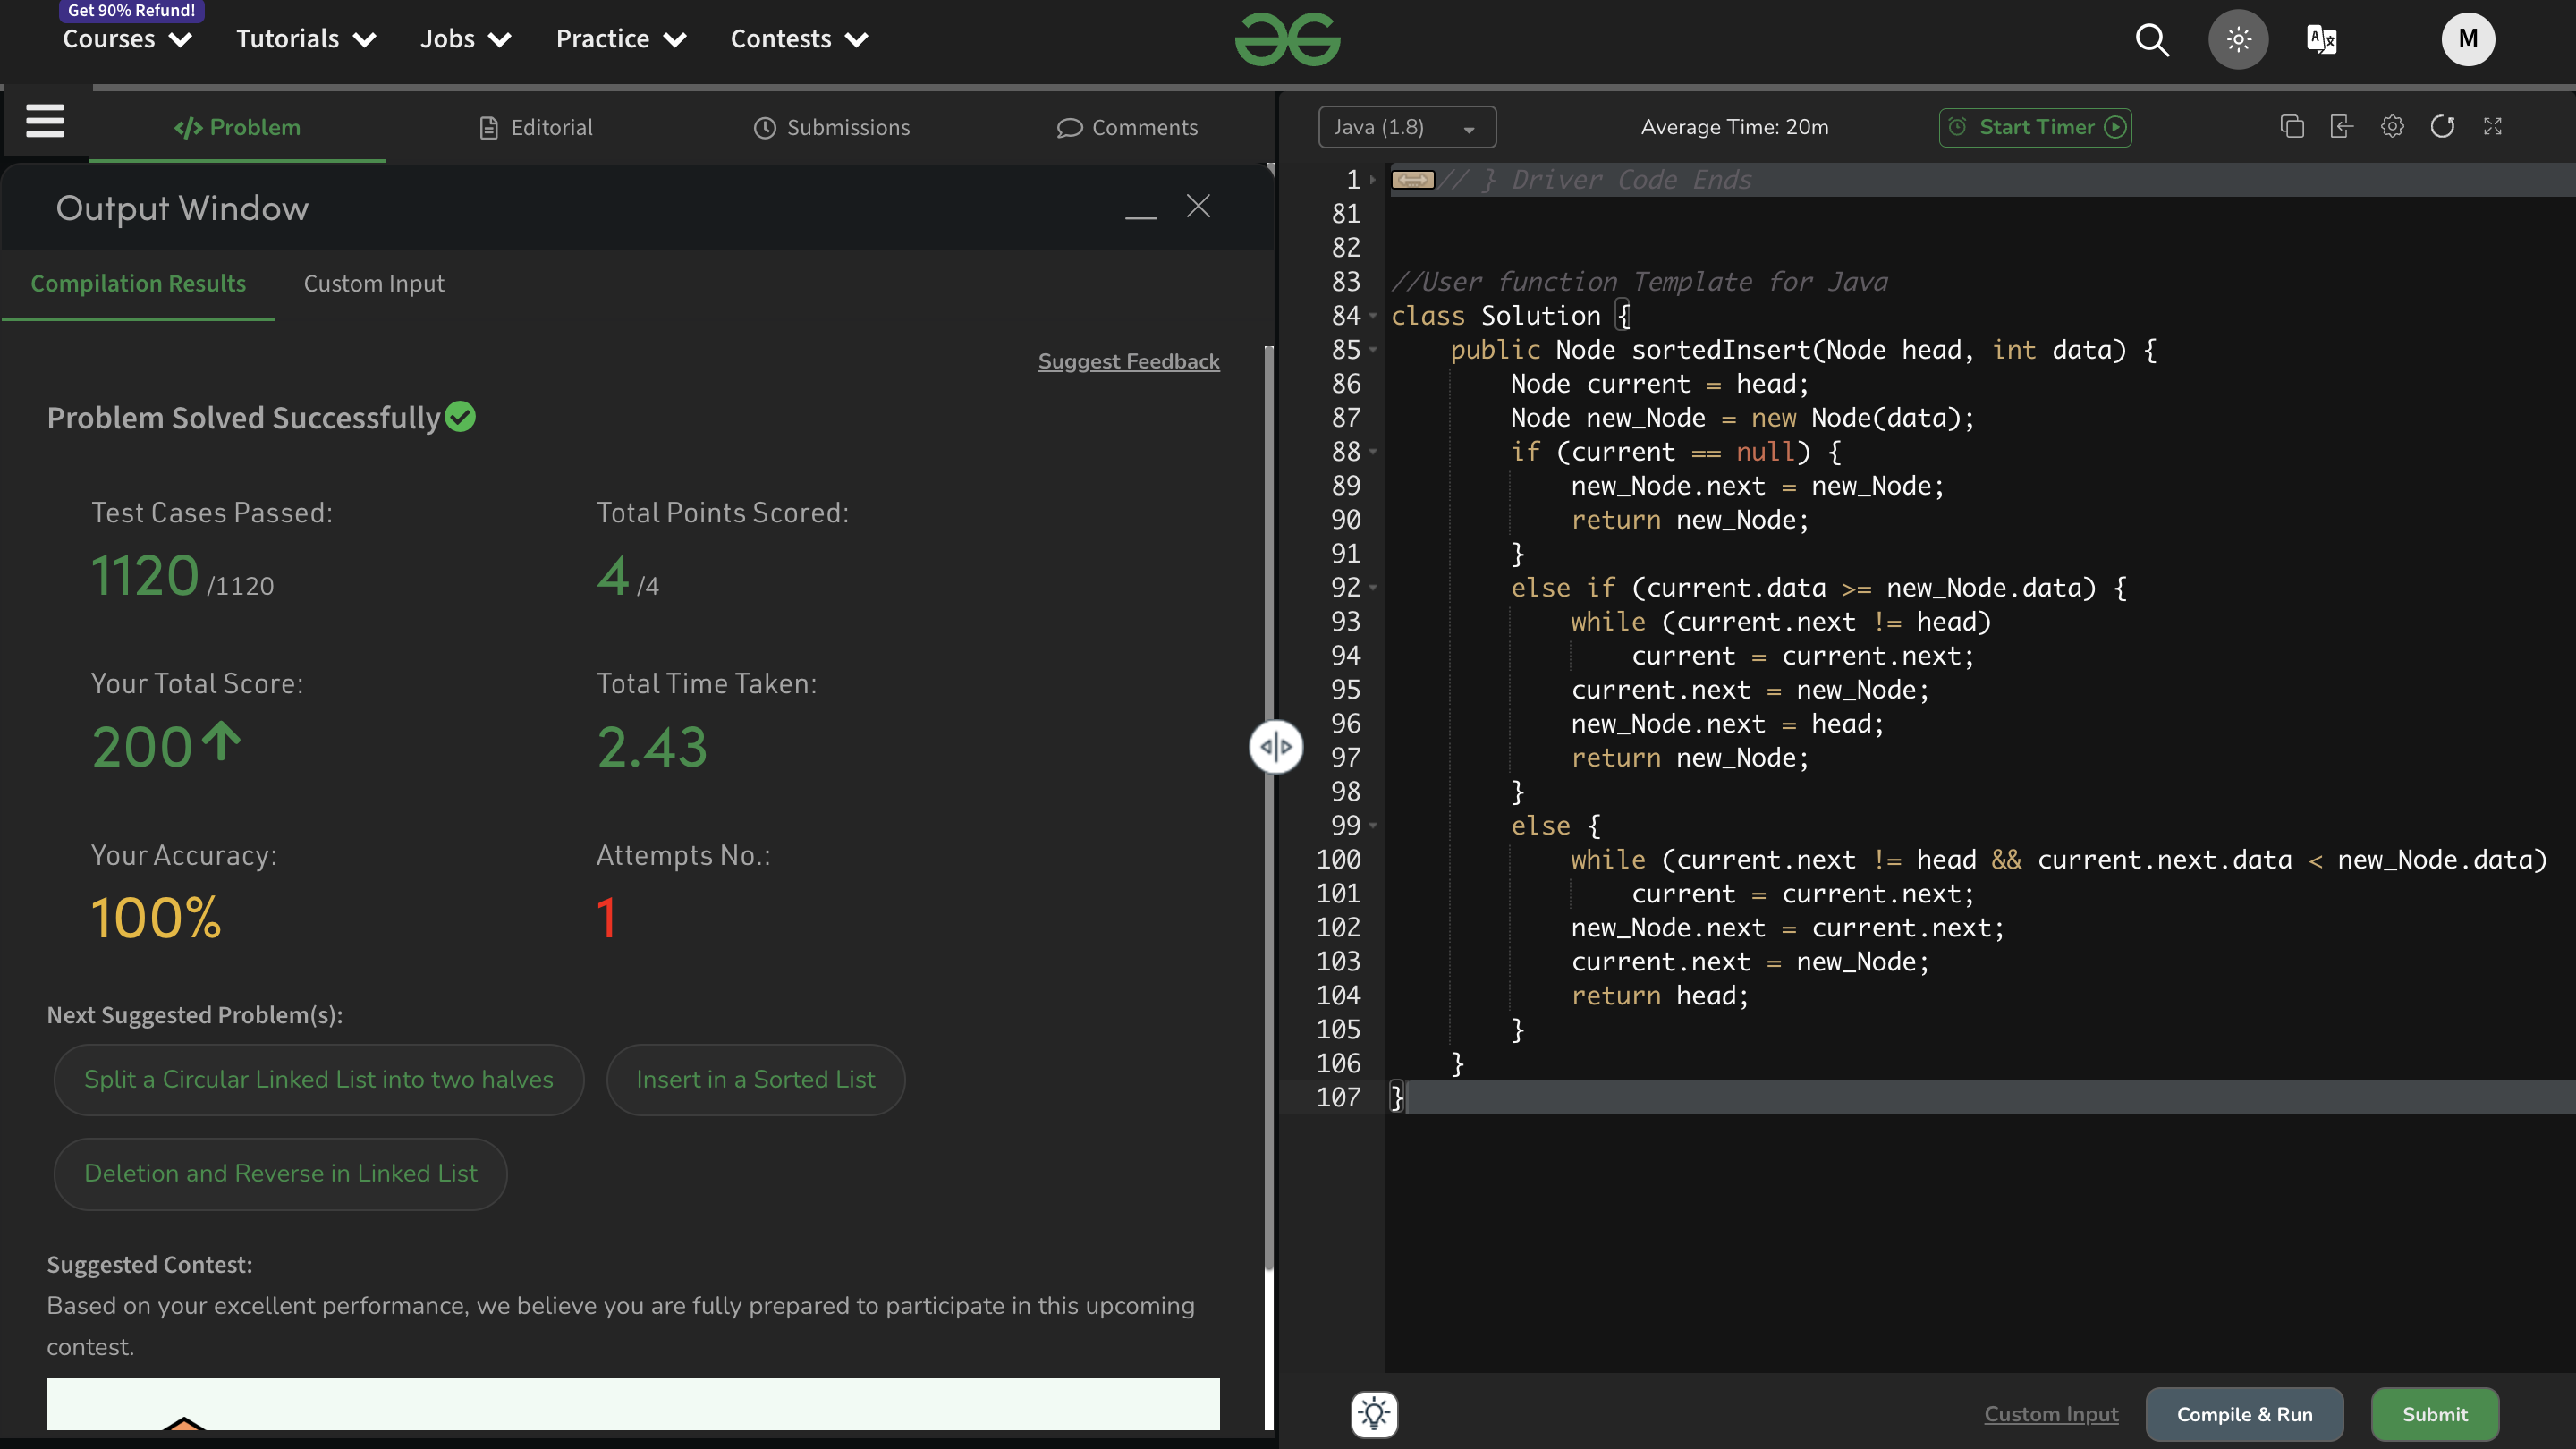 Get 90% Refund!
Courses
Tutorials
Jobs
Practice
Contests
M
Problem
Editorial
Submissions
Comments
Output Window
Compilation Results
Custom Input
Suggest Feedback
Problem Solved Successfully
Test Cases Passed:
1120 /1120
Total Points Scored:
4 /4
Your Total Score:
200
Total Time Taken:
2.43
Your Accuracy:
100%
Attempts No.:
1
Next Suggested Problem(s):
Split a Circular Linked List into two halves
Insert in a Sorted List
Deletion and Reverse in Linked List
Suggested Contest:
Based on your excellent performance, we believe you are fully prepared to participate in this upcoming
contest.
Java (1.8)
Average Time: 20m
Start Timer
1 // } Driver Code Ends
81
82
83 //User function Template for Java
84 class Solution {
85 public Node sortedInsert(Node head, int data) {
86 Node current = head;
87 Node new_Node = new Node(data);
88 if (current == null) {
89 new_Node.next = new_Node;
90 return new_Node;
91 }
92 else if (current.data >= new_Node.data) {
93 while (current.next != head)
94 current = current.next;
95 current.next = new_Node;
96 new_Node.next = head;
97 return new_Node;
98 }
99 else {
100 while (current.next != head && current.next.data < new_Node.data)
101 current = current.next;
102 new_Node.next = current.next;
103 current.next = new_Node;
104 return head;
105 }
106 }
107 }
Custom Input
Compile & Run
Submit